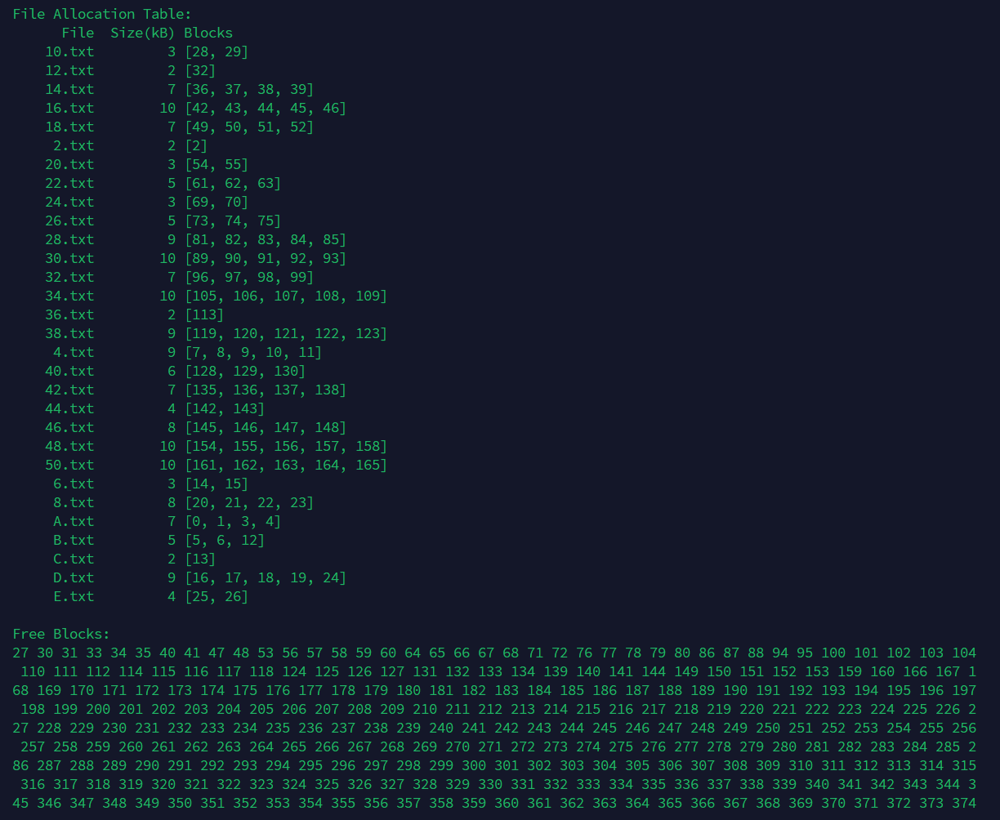 File Allocation Table:
File Size(kB) Blocks
10.txt 3 [28, 29]
12.txt 2 [32]
14.txt 7 [36, 37, 38, 39]
16.txt 10 [42, 43, 44, 45, 46]
18.txt 7 [49, 50, 51, 52]
2.txt 2 [2]
20.txt 3 [54, 55]
22.txt 5 [61, 62, 63]
24.txt 3 [69, 70]
26.txt 5 [73, 74, 75]
28.txt 9 [81, 82, 83, 84, 85]
30.txt 10 [89, 90, 91, 92, 93]
32.txt 7 [96, 97, 98, 99]
34.txt 10 [105, 106, 107, 108, 109]
36.txt 2 [113]
38.txt 9 [119, 120, 121, 122, 123]
4.txt 9 [7, 8, 9, 10, 11]
40.txt 6 [128, 129, 130]
42.txt 7 [135, 136, 137, 138]
44.txt 4 [142, 143]
46.txt 8 [145, 146, 147, 148]
48.txt 10 [154, 155, 156, 157, 158]
50.txt 10 [161, 162, 163, 164, 165]
6.txt 3 [14, 15]
8.txt 8 [20, 21, 22, 23]
A.txt 7 [0, 1, 3, 4]
B.txt 5 [5, 6, 12]
C.txt 2 [13]
D.txt 9 [16, 17, 18, 19, 24]
E.txt 4 [25, 26]
Free Blocks:
27 30 31 33 34 35 40 41 47 48 53 56 57 58 59 60 64 65 66 67 68 71 72 76 77 78 79 80 86 87 88 94 95 100 101 102 103 104
110 111 112 114 115 116 117 118 124 125 126 127 131 132 133 134 139 140 141 144 149 150 151 152 153 159 160 166 167 1
68 169 170 171 172 173 174 175 176 177 178 179 180 181 182 183 184 185 186 187 188 189 190 191 192 193 194 195 196 197
198 199 200 201 202 203 204 205 206 207 208 209 210 211 212 213 214 215 216 217 218 219 220 221 222 223 224 225 226 2
27 228 229 230 231 232 233 234 235 236 237 238 239 240 241 242 243 244 245 246 247 248 249 250 251 252 253 254 255 256
257 258 259 260 261 262 263 264 265 266 267 268 269 270 271 272 273 274 275 276 277 278 279 280 281 282 283 284 285 2
86 287 288 289 290 291 292 293 294 295 296 297 298 299 300 301 302 303 304 305 306 307 308 309 310 311 312 313 314 315
316 317 318 319 320 321 322 323 324 325 326 327 328 329 330 331 332 333 334 335 336 337 338 339 340 341 342 343 344 3
45 346 347 348 349 350 351 352 353 354 355 356 357 358 359 360 361 362 363 364 365 366 367 368 369 370 371 372 373 374